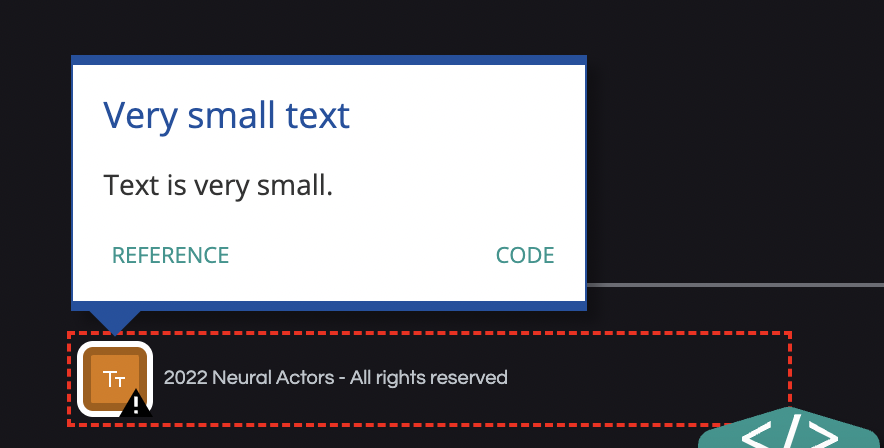 Very small text
Text is very small.
REFERENCE CODE
TT
2022 Neural Actors - All rights reserved
</>